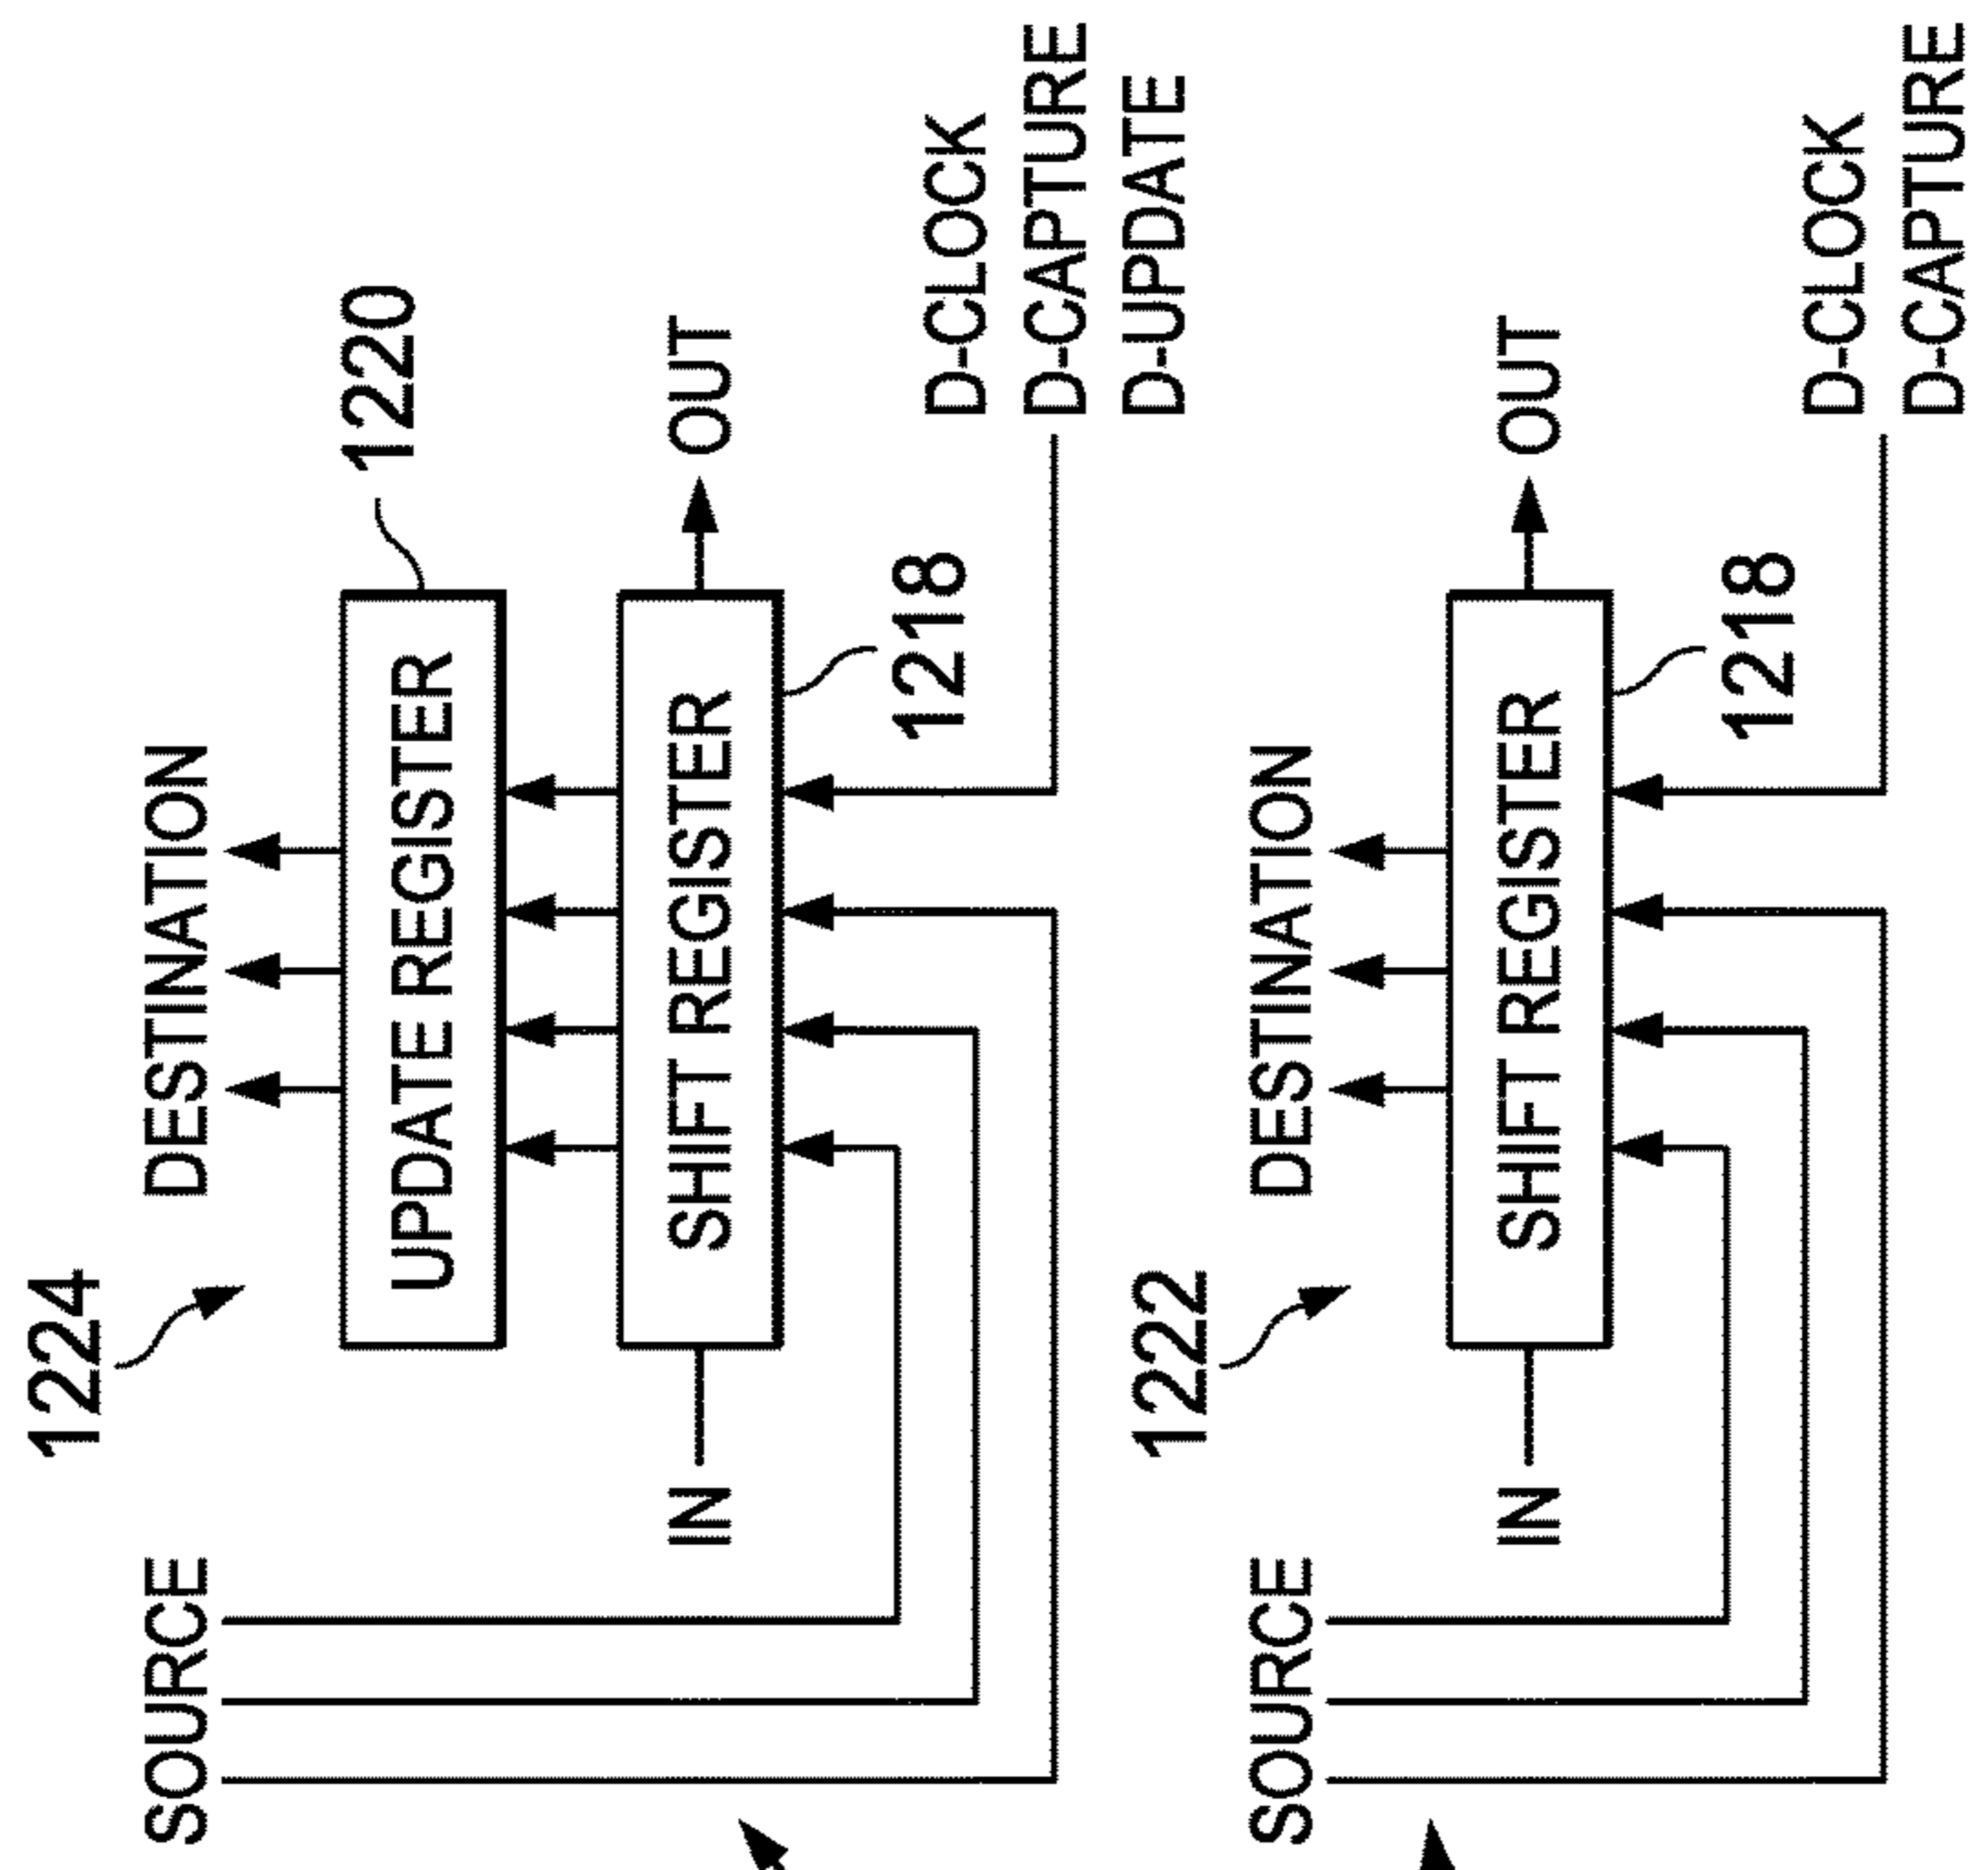 1224
SOURCE
DESTINATION
1220
UPDATE REGISTER
IN
SHIFT REGISTER
OUT
1218
D-CLOCK
D-CAPTURE
D-UPDATE
1222
SOURCE
DESTINATION
IN
SHIFT REGISTER
OUT
1218
D-CLOCK
D-CAPTURE